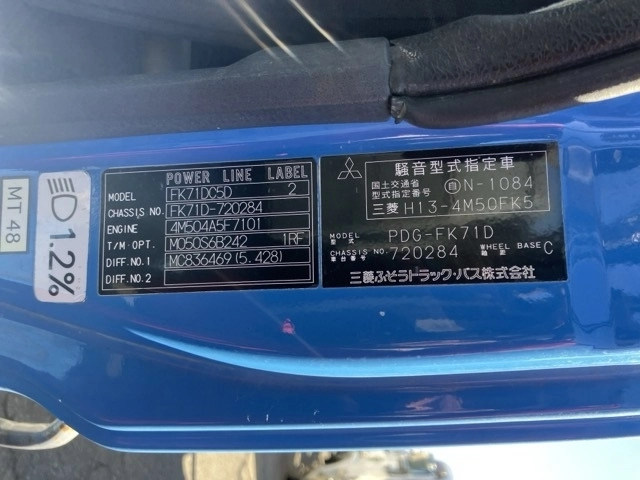 MT 48
1.2%
POWER LINE LABEL
MODEL FK71DC5D 2
CHASSIS NO. FK71D-720284
ENGINE 4M504A5F7101
T/M・OPT. M050S6B242 1RF
DIFF. NO.1 MC836469 (5.428)
DIFF. NO.2
騒音型式指定車
国土交通省
型式指定番号 N-1084
三菱 H13-4M50FK5
MODEL 型式 PDG-FK71D
CHASSIS NO. 車台番号 720284 WHEEL BASE 軸距 C
三菱ふそうトラック・バス株式会社